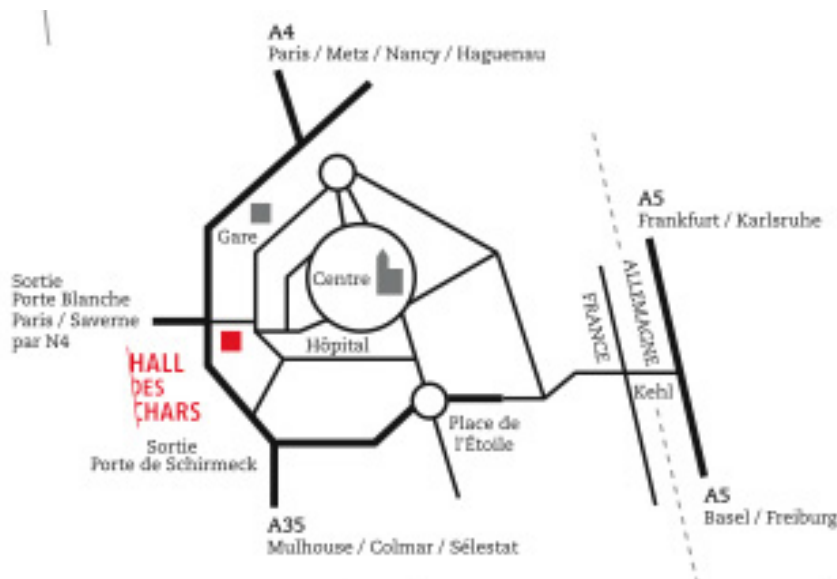 A4
Paris / Metz / Nancy / Haguenau
A5
Frankfurt / Karlsruhe
Gare
Centre
Sortie
Porte Blanche
Paris / Saverne
par N4
FRANCE
ALLEMAGNE
Hôpital
HALL
DES
CHARS
Kehl
Place de
l'Étoile
Sortie
Porte de Schirmeck
A5
Basel / Freiburg
A35
Mulhouse / Colmar / Sélestat